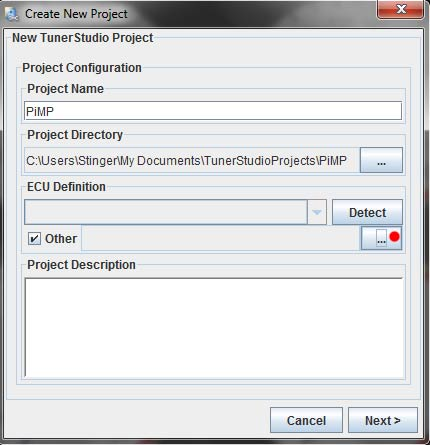 Create New Project
New TunerStudio Project
Project Configuration
Project Name
PiMP
Project Directory
C:\Users\Stinger\My Documents\TunerStudioProjects\PiMP
...
ECU Definition
Detect
Other
...
Project Description
Cancel
Next >